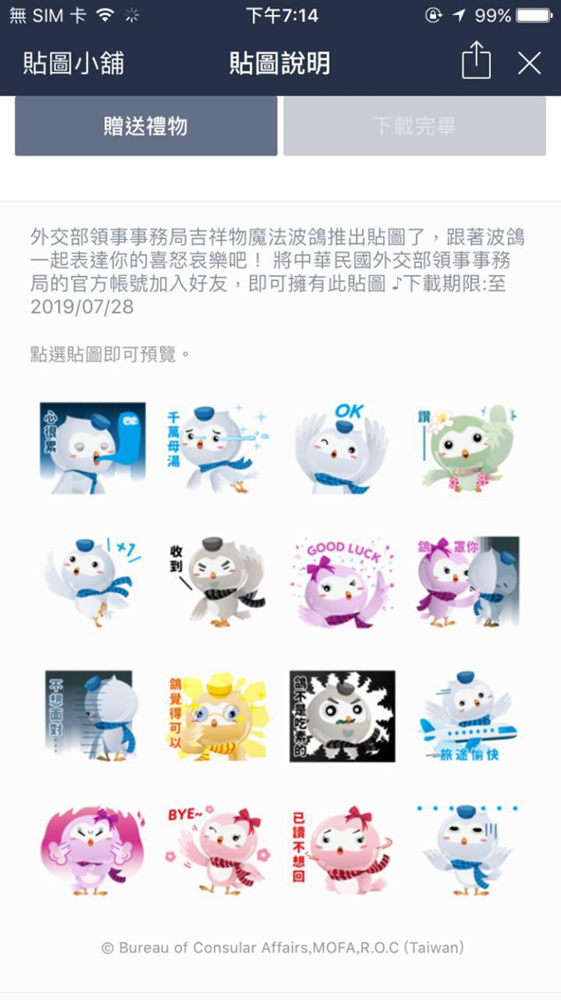 無 SIM 卡
下午7:14
99%
貼圖小舖
貼圖說明
贈送禮物
下載完畢
外交部領事事務局吉祥物魔法波鴿推出貼圖了,跟著波鴿
一起表達你的喜怒哀樂吧! 將中華民國外交部領事事務
局的官方帳號加入好友,即可擁有此貼圖 ♪下載期限:至
2019/07/28
點選貼圖即可預覽。
心很累
千萬母湯
OK
讚
x1
收到
GOOD LUCK
鴿
罩你
不想面對...
鴿覺得可以
鴿不是吃素的
旅途愉快
BYE~
已讀不想回
© Bureau of Consular Affairs,MOFA,R.O.C (Taiwan)